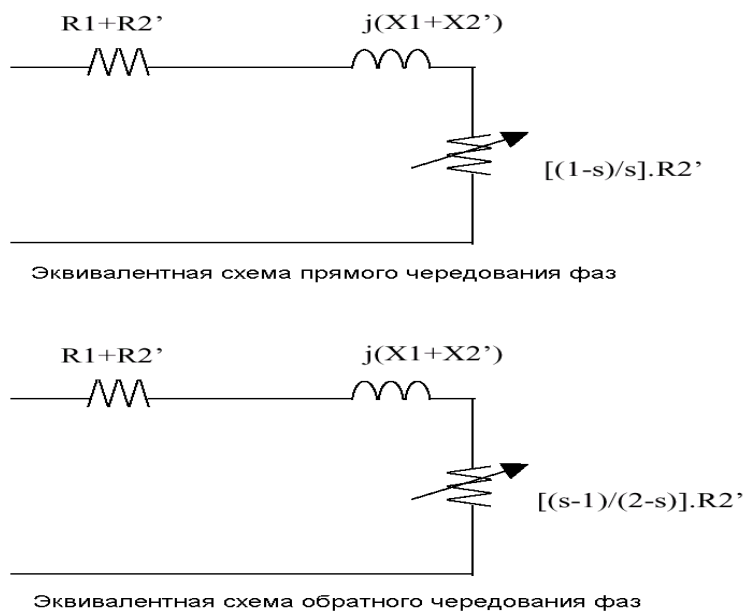 R1+R2’
j(X1+X2’)
[(1-s)/s].R2’
Эквивалентная схема прямого чередования фаз
R1+R2’
j(X1+X2’)
[(s-1)/(2-s)].R2’
Эквивалентная схема обратного чередования фаз